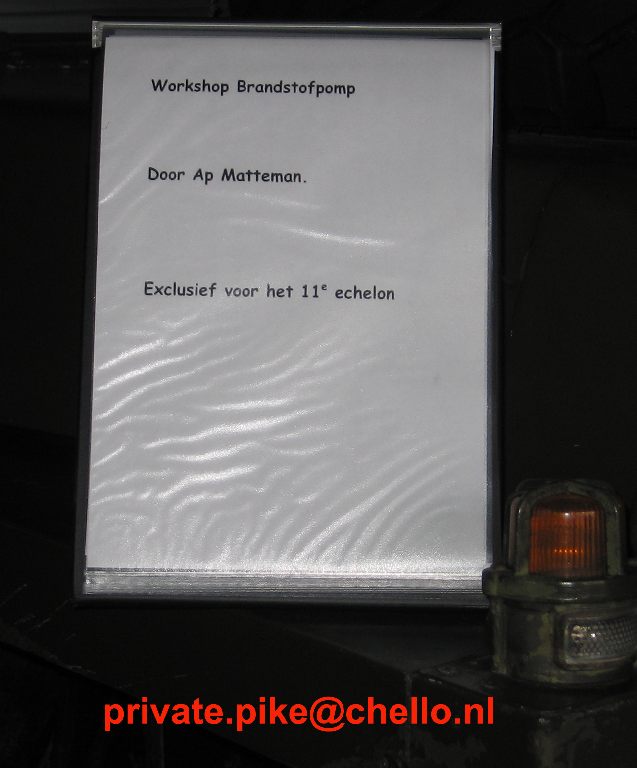 Workshop Brandstofpomp
Door Ap Matteman.
Exclusief voor het 11e echelon
private.pike@chello.nl